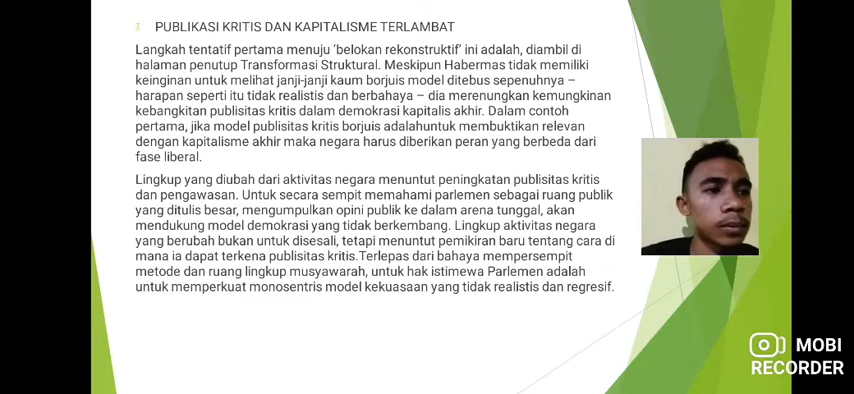 PUBLIKASI KRITIS DAN KAPITALISME TERLAMBAT
Langkah tentatif pertama menuju ‘belokan rekonstruktif’ ini adalah, diambil di
halaman penutup Transformasi Struktural. Meskipun Habermas tidak memiliki
keinginan untuk melihat janji-janji kaum borjuis model ditebus sepenuhnya –
harapan seperti itu tidak realistis dan berbahaya – dia merenungkan kemungkinan
kebangkitan publisitas kritis dalam demokrasi kapitalis akhir. Dalam contoh
pertama, jika model publisitas kritis borjuis adalahuntuk membuktikan relevan
dengan kapitalisme akhir maka negara harus diberikan peran yang berbeda dari
fase liberal.
Lingkup yang diubah dari aktivitas negara menuntut peningkatan publisitas kritis
dan pengawasan. Untuk secara sempit memahami parlemen sebagai ruang publik
yang ditulis besar, mengumpulkan opini publik ke dalam arena tunggal, akan
mendukung model demokrasi yang tidak berkembang. Lingkup aktivitas negara
yang berubah bukan untuk disesali, tetapi menuntut pemikiran baru tentang cara di
mana ia dapat terkena publisitas kritis.Terlepas dari bahaya mempersempit
metode dan ruang lingkup musyawarah, untuk hak istimewa Parlemen adalah
untuk memperkuat monosentris model kekuasaan yang tidak realistis dan regresif.
MOBI
RECORDER